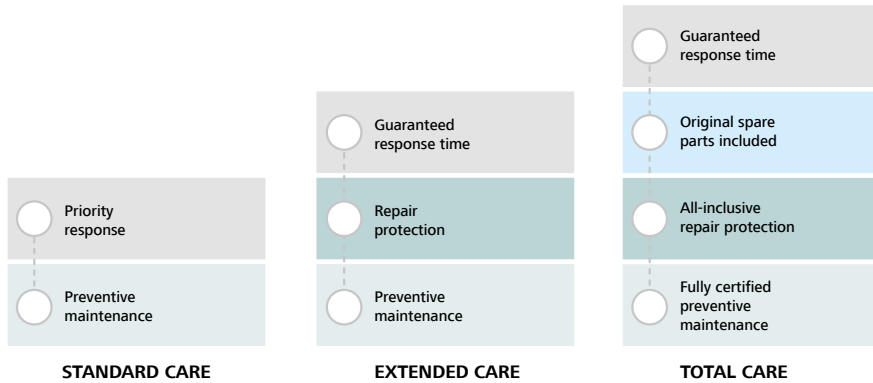 Priority
response
Preventive
maintenance
STANDARD CARE
Guaranteed
response time
Repair
protection
Preventive
maintenance
EXTENDED CARE
Guaranteed
response time
Original spare
parts included
All-inclusive
repair protection
Fully certified
preventive
maintenance
TOTAL CARE